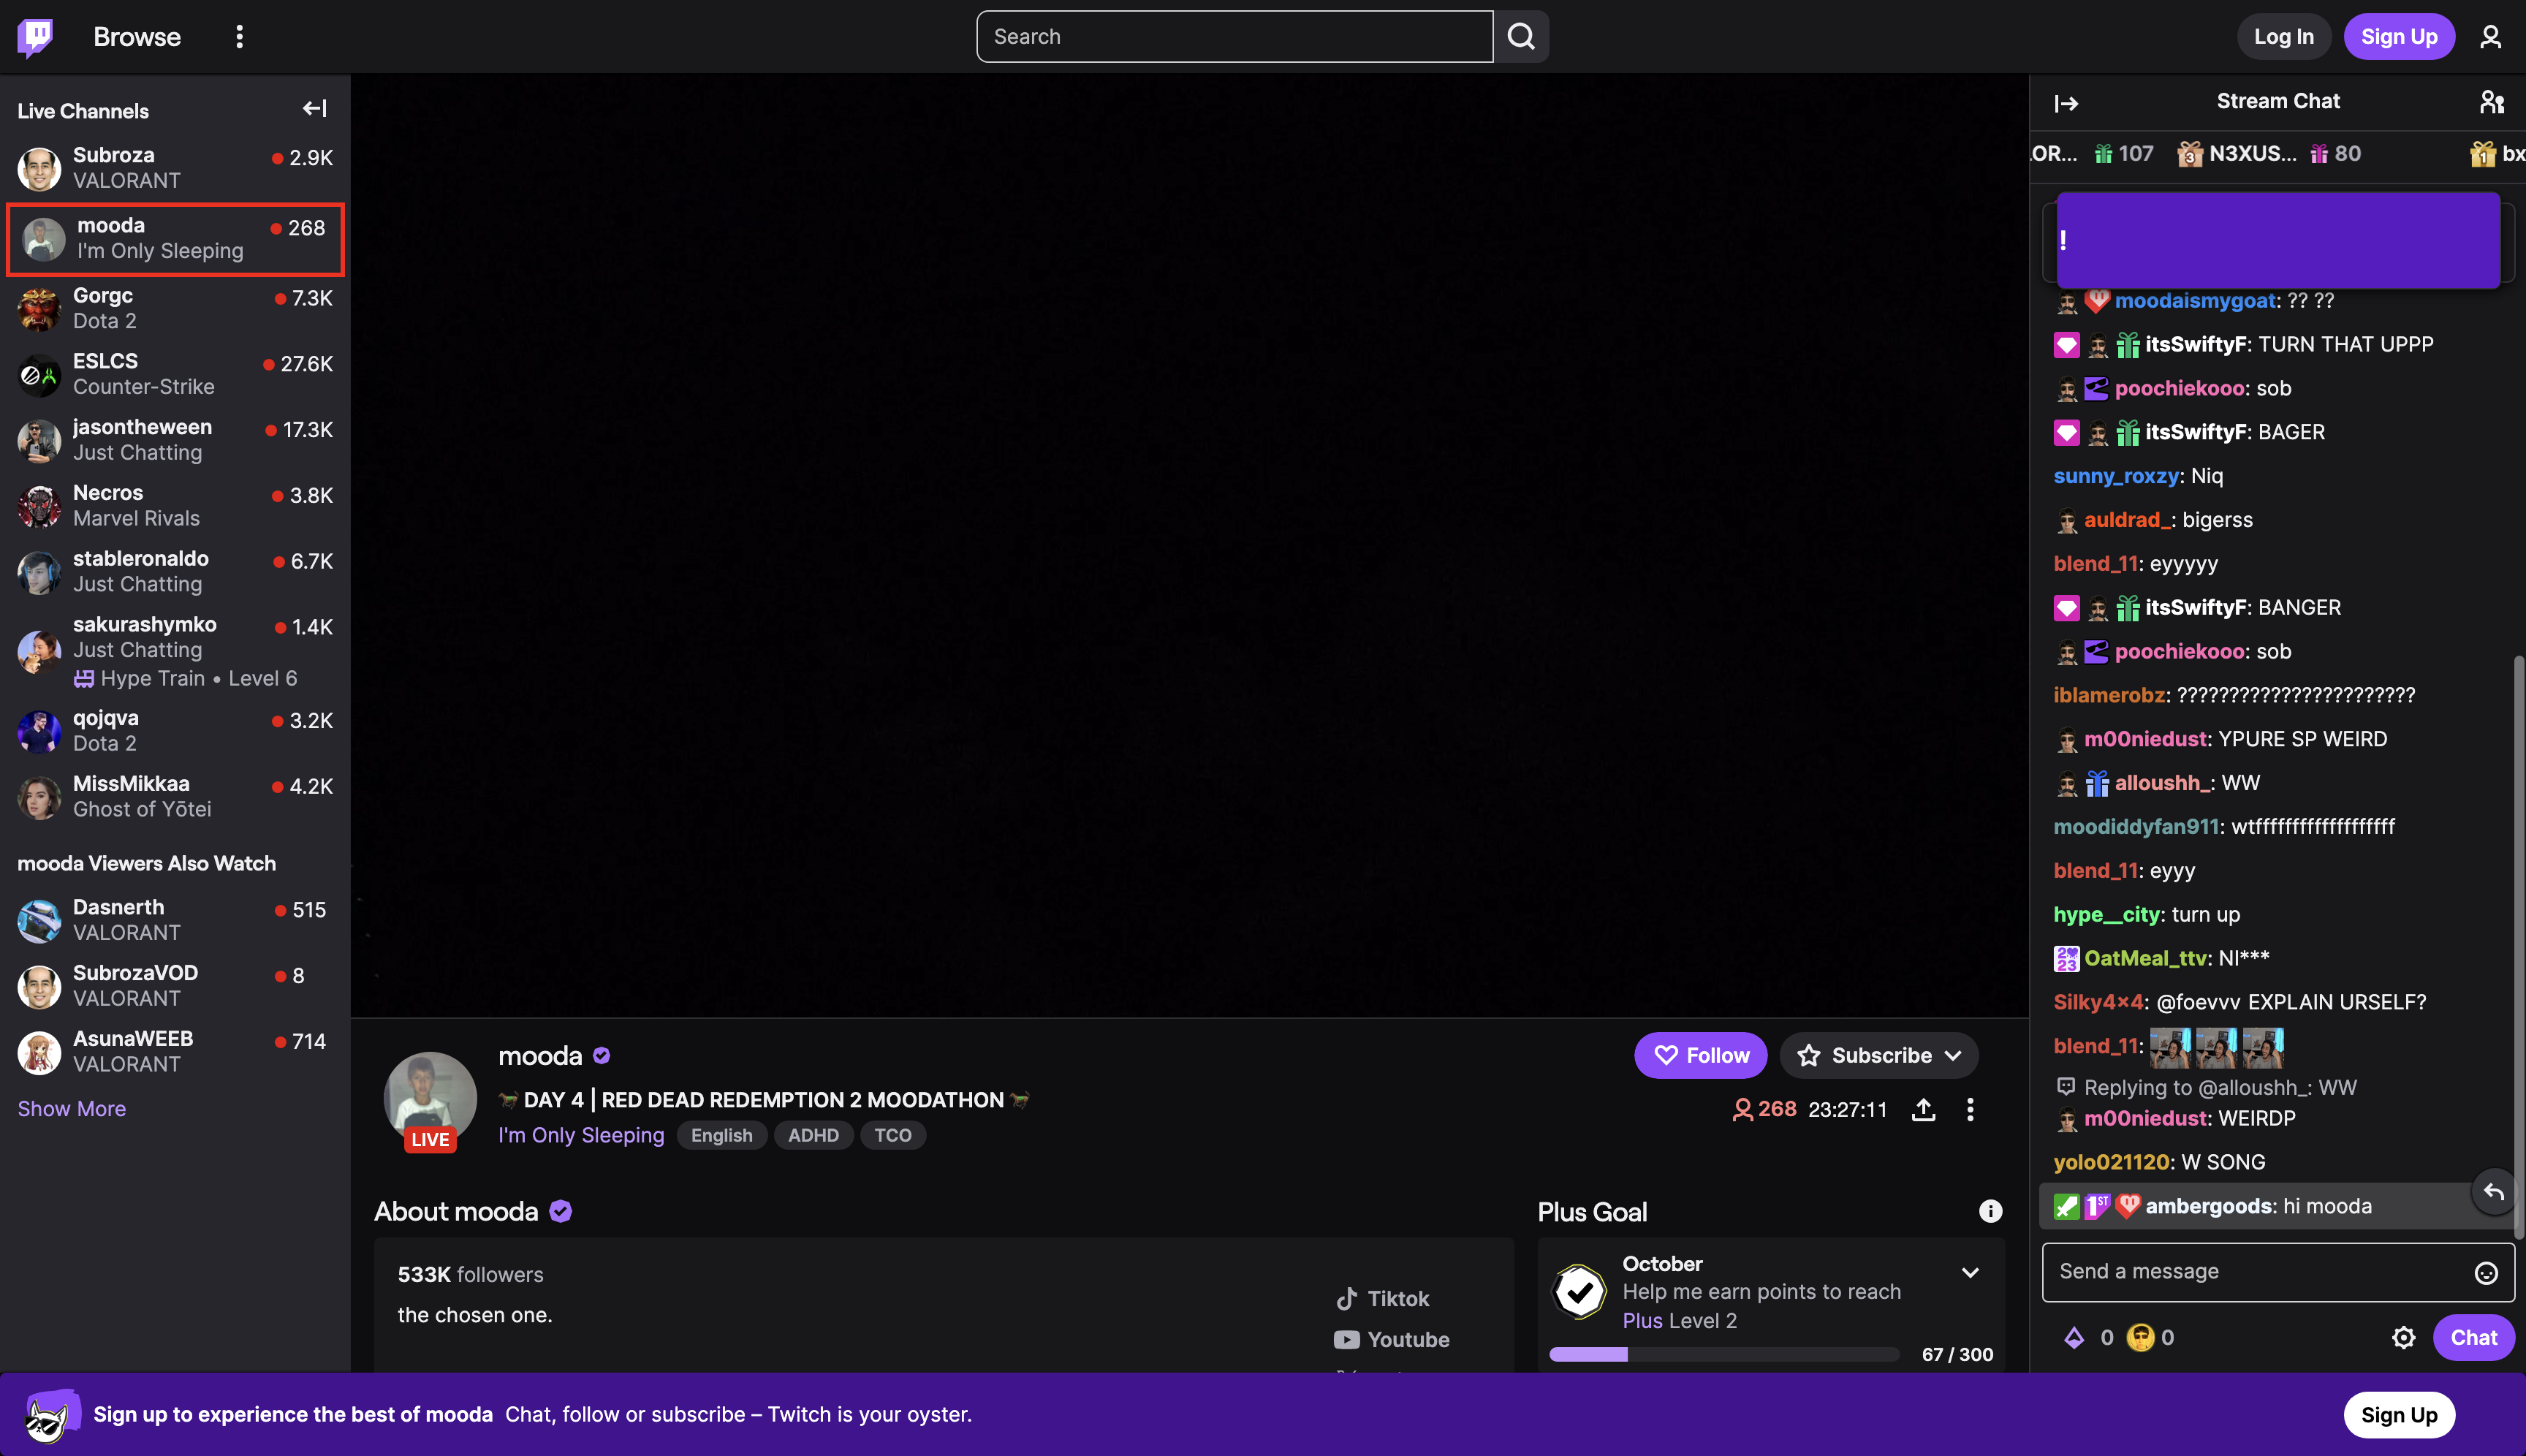 Browse
Search
Log In
Sign Up
Live Channels
Subroza
2.9K
VALORANT
mooda
268
I'm Only Sleeping
Gorgc
7.3K
Dota 2
ESLCS
27.6K
Counter-Strike
jasontheween
17.3K
Just Chatting
Necros
3.8K
Marvel Rivals
stableronaldo
6.7K
Just Chatting
sakurashymko
1.4K
Just Chatting
Hype Train • Level 6
qojqva
3.2K
Dota 2
MissMikkaa
4.2K
Ghost of Yōtei
mooda Viewers Also Watch
Dasnerth
515
VALORANT
SubrozaVOD
8
VALORANT
AsunaWEEB
714
VALORANT
Show More
mooda
DAY 4 | RED DEAD REDEMPTION 2 MOODATHON
I'm Only Sleeping
English
ADHD
TCO
LIVE
Follow
Subscribe
268
23:27:11
About mooda
533K followers
the chosen one.
Tiktok
Youtube
Plus Goal
October
Help me earn points to reach
Plus Level 2
67 / 300
Stream Chat
OR... 107 3 N3XUS... 80 1 bx
!
moodaismygoat: ?? ??
itsSwiftyF: TURN THAT UPPP
poochiekooo: sob
itsSwiftyF: BAGER
sunny_roxzy: Niq
auldrad_: bigerss
blend_11: eyyyyy
itsSwiftyF: BANGER
poochiekooo: sob
iblamerobz: ???????????????????????
m00niedust: YPURE SP WEIRD
alloushh_: WW
moodiddyfan911: wtfffffffffffffffffff
blend_11: eyyy
hype__city: turn up
OatMeal_ttv: NI***
Silky4x4: @foevvv EXPLAIN URSELF?
blend_11:
Replying to @alloushh_: WW
m00niedust: WEIRDP
yolo021120: W SONG
1ST ambergoods: hi mooda
Send a message
0
0
Chat
Sign up to experience the best of mooda Chat, follow or subscribe – Twitch is your oyster.
Sign Up